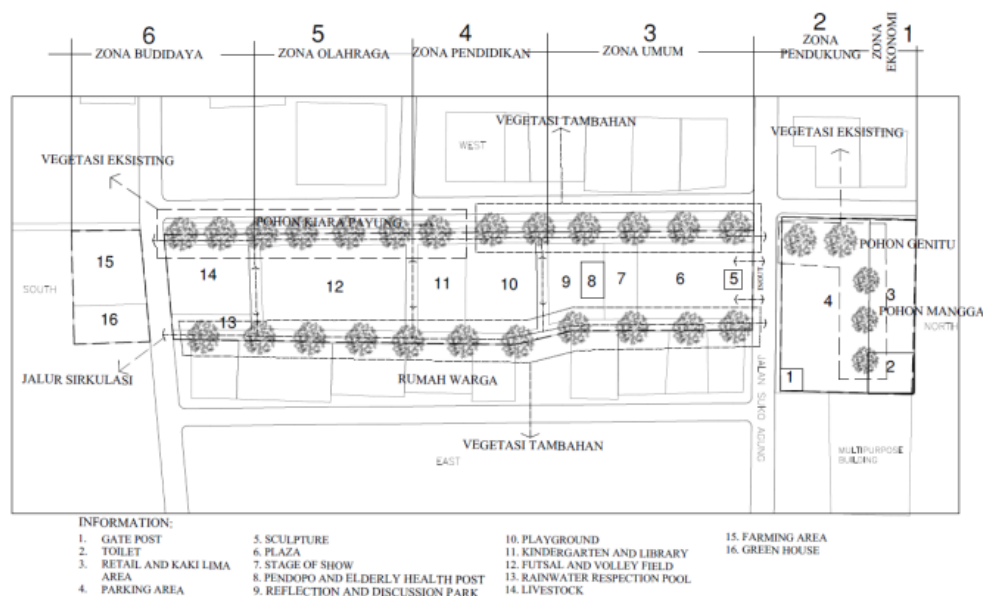 6 5 4 3 2 1
ZONA BUDIDAYA ZONA OLAHRAGA ZONA PENDIDIKAN ZONA UMUM ZONA PENDUKUNG ZONA EKONOMI
VEGETASI TAMBAHAN VEGETASI EKSISTING
WEST
VEGETASI EKSISTING
POHON KIARA PAYUNG
POHON GENITU
15 14 12 11 10 9 8 7 6 5 4 3
SOUTH
POHON MANGGA
16 13
NORTH
JALUR SIRKULASI
RUMAH WARGA
1 2
JALAN SUKO AGUNG
VEGETASI TAMBAHAN
EAST
MULTIPURPOSE
BUILDING
INFORMATION:
1. GATE POST
2. TOILET
3. RETAIL AND KAKI LIMA
AREA
4. PARKING AREA
5. SCULPTURE
6. PLAZA
7. STAGE OF SHOW
8. PENDOPO AND ELDERLY HEALTH POST
9. REFLECTION AND DISCUSSION PARK
10. PLAYGROUND
11. KINDERGARTEN AND LIBRARY
12. FUTSAL AND VOLLEY FIELD
13. RAINWATER RESPECTION POOL
14. LIVESTOCK
15. FARMING AREA
16. GREEN HOUSE